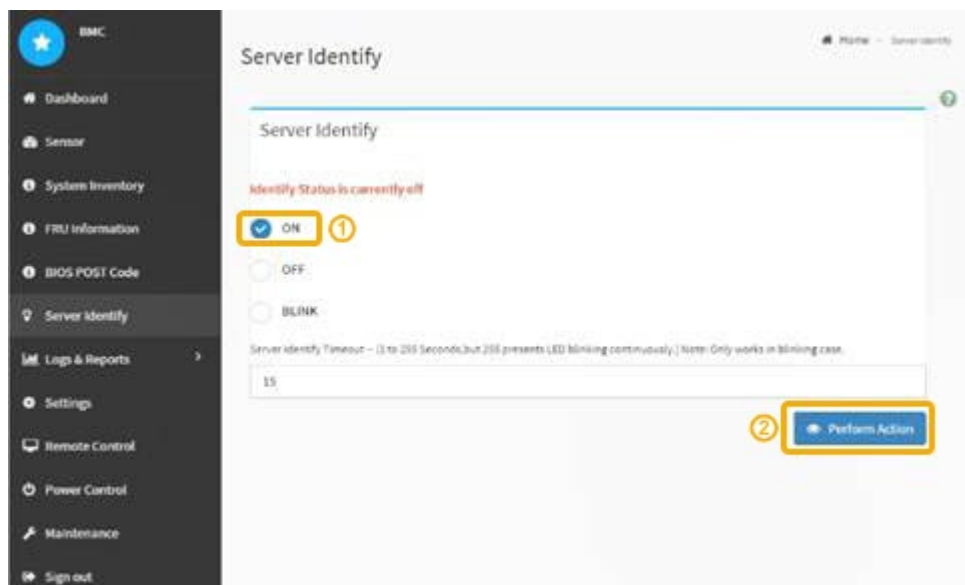 BMC
Home - Server Identify
Server Identify
Dashboard
Sensor
System Inventory
FRU Information
BIOS POST Code
Server Identify
Logs & Reports
Settings
Remote Control
Power Control
Maintenance
Sign out
Server Identify
Identify Status is currently off
ON
1
OFF
BLINK
Server Identify Timeout - (1 to 255 Seconds,but 255 presents LED blinking continuously.) Note: Only works in blinking case.
15
2
Perform Action